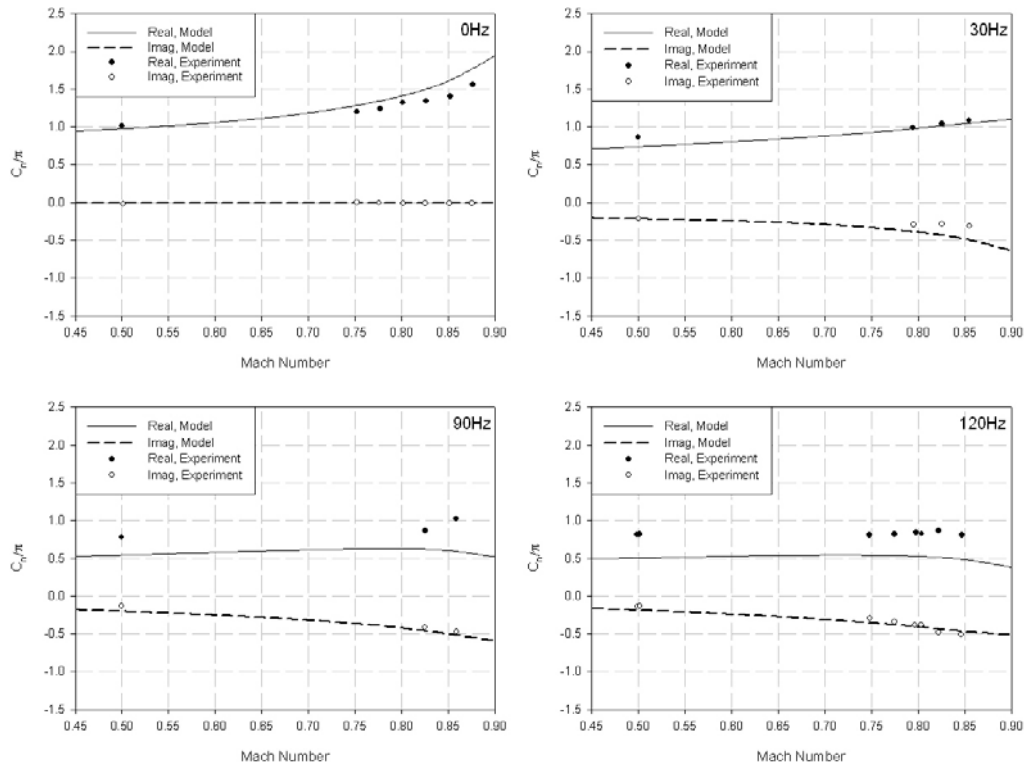 0Hz
Real, Model
Imag, Model
Real, Experiment
Imag, Experiment
2.5
2.0
1.5
1.0
0.5
0.0
-0.5
-1.0
-1.5
Cn/π
0.45 0.50 0.55 0.60 0.65 0.70 0.75 0.80 0.85 0.90
Mach Number
30Hz
Real, Model
Imag, Model
Real, Experiment
Imag, Experiment
2.5
2.0
1.5
1.0
0.5
0.0
-0.5
-1.0
-1.5
Cn/π
0.45 0.50 0.55 0.60 0.65 0.70 0.75 0.80 0.85 0.90
Mach Number
90Hz
Real, Model
Imag, Model
Real, Experiment
Imag, Experiment
2.5
2.0
1.5
1.0
0.5
0.0
-0.5
-1.0
-1.5
Cn/π
0.45 0.50 0.55 0.60 0.65 0.70 0.75 0.80 0.85 0.90
Mach Number
120Hz
Real, Model
Imag, Model
Real, Experiment
Imag, Experiment
2.5
2.0
1.5
1.0
0.5
0.0
-0.5
-1.0
-1.5
Cn/π
0.45 0.50 0.55 0.60 0.65 0.70 0.75 0.80 0.85 0.90
Mach Number